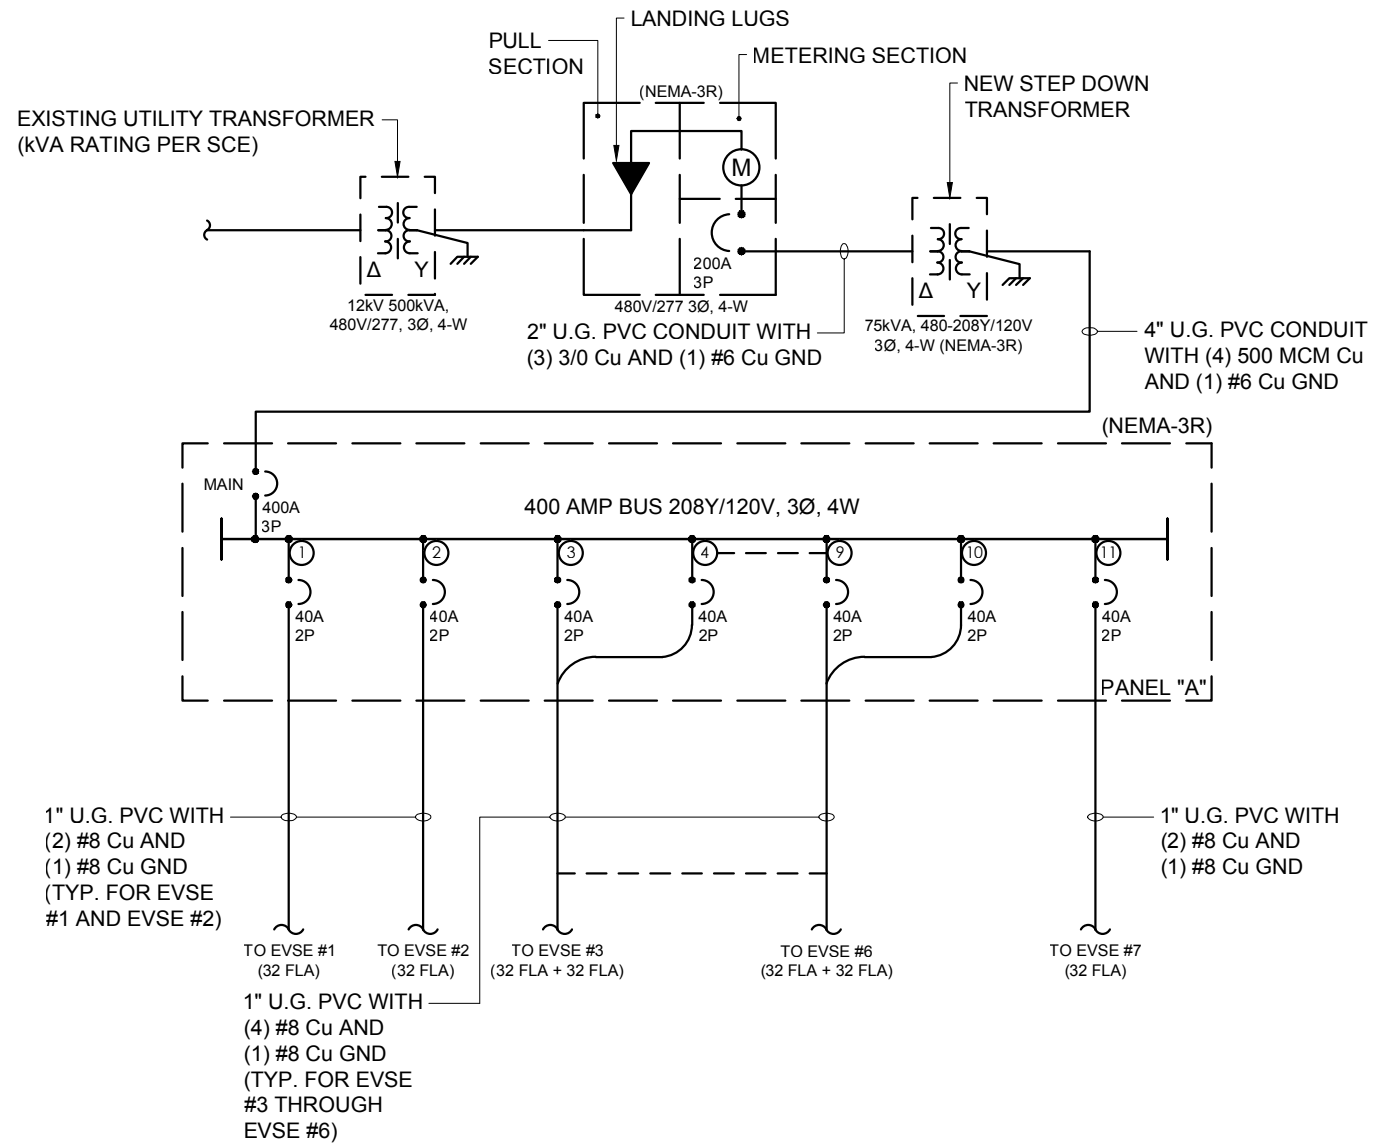 LANDING LUGS
PULL
SECTION
METERING SECTION
(NEMA-3R)
NEW STEP DOWN
TRANSFORMER
EXISTING UTILITY TRANSFORMER
(kVA RATING PER SCE)
M
Δ Y
12kV 500kVA,
480V/277, 3Ø, 4-W
200A
3P
480V/277 3Ø, 4-W
Δ Y
75kVA, 480-208Y/120V
3Ø, 4-W (NEMA-3R)
2" U.G. PVC CONDUIT WITH
(3) 3/0 Cu AND (1) #6 Cu GND
4" U.G. PVC CONDUIT
WITH (4) 500 MCM Cu
AND (1) #6 Cu GND
(NEMA-3R)
MAIN
400A
3P
400 AMP BUS 208Y/120V, 3Ø, 4W
1
2
3
4
9
10
11
40A
2P
40A
2P
40A
2P
40A
2P
40A
2P
40A
2P
40A
2P
PANEL "A"
1" U.G. PVC WITH
(2) #8 Cu AND
(1) #8 Cu GND
(TYP. FOR EVSE
#1 AND EVSE #2)
1" U.G. PVC WITH
(2) #8 Cu AND
(1) #8 Cu GND
TO EVSE #1
(32 FLA)
TO EVSE #2
(32 FLA)
TO EVSE #3
(32 FLA + 32 FLA)
TO EVSE #6
(32 FLA + 32 FLA)
TO EVSE #7
(32 FLA)
1" U.G. PVC WITH
(4) #8 Cu AND
(1) #8 Cu GND
(TYP. FOR EVSE
#3 THROUGH
EVSE #6)